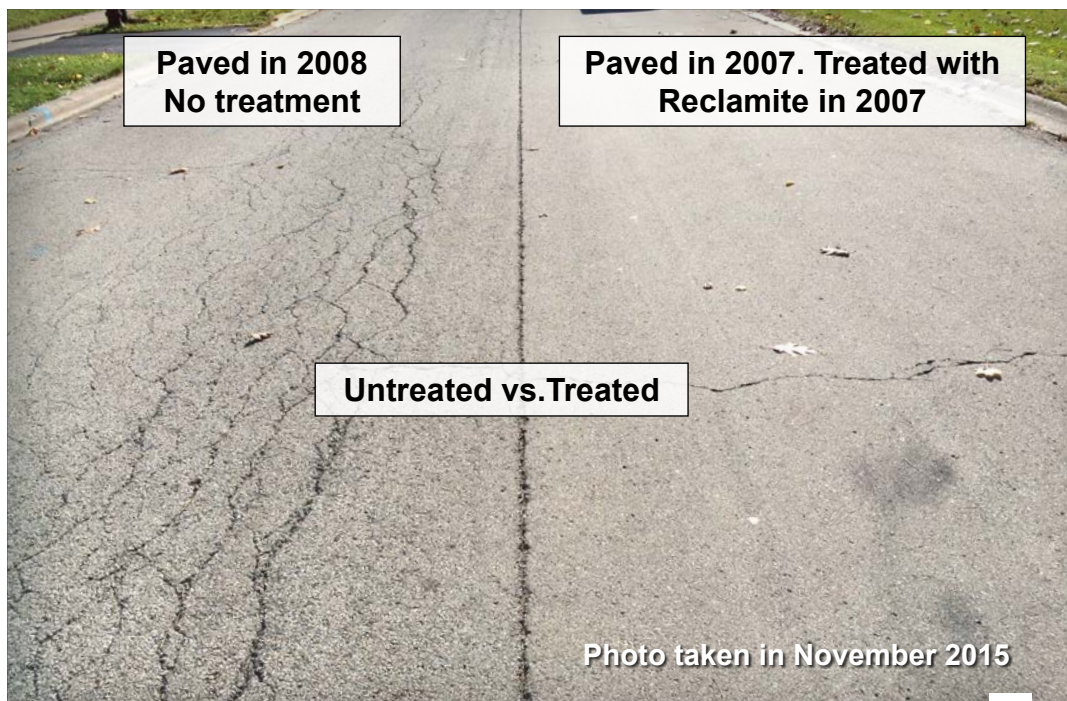 Paved in 2008
No treatment
Paved in 2007. Treated with
Reclamite in 2007
Untreated vs.Treated
Photo taken in November 2015